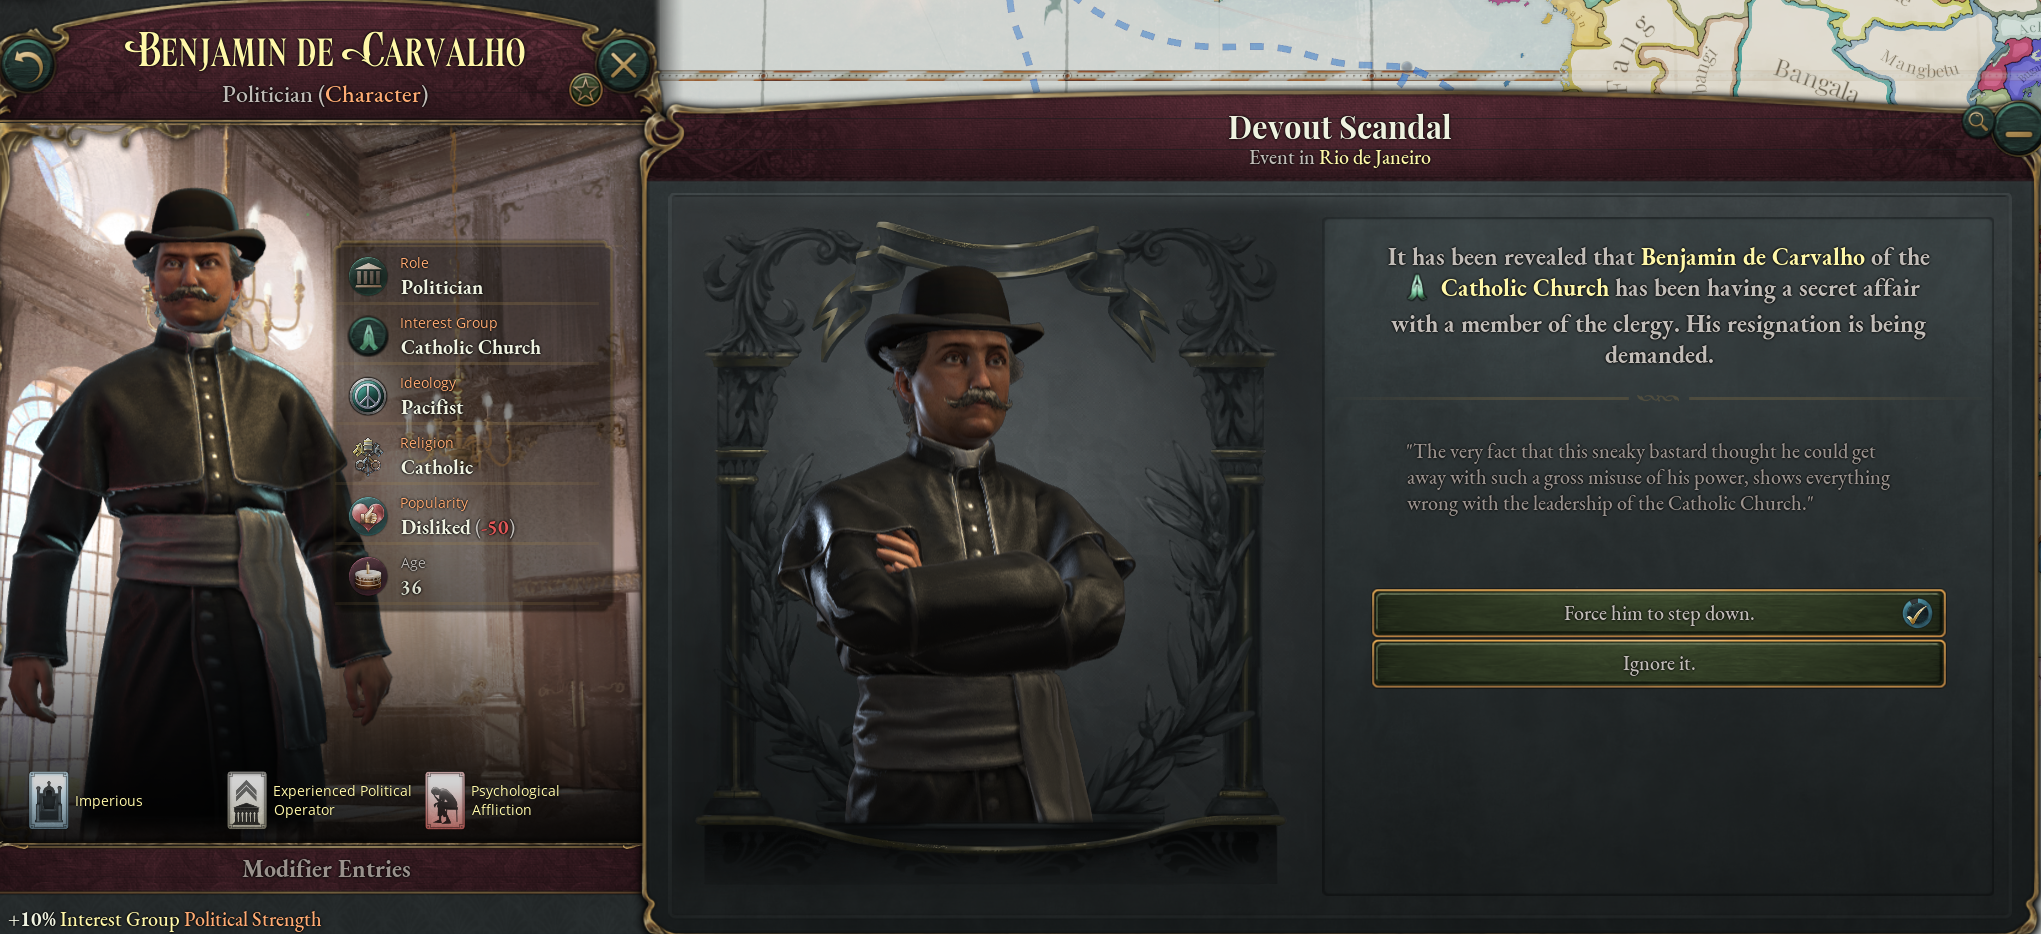 BENJAMIN DE CARVALHO
Politician (Character)
Role
Politician
Interest Group
Catholic Church
Ideology
Pacifist
Religion
Catholic
Popularity
Disliked (-50)
Age
36
Imperious
Experienced Political
Operator
Psychological
Affliction
Modifier Entries
+10% Interest Group Political Strength
Spain
Fang
Bangala
Mangbetu
Devout Scandal
Event in Rio de Janeiro
It has been revealed that Benjamin de Carvalho of the
Catholic Church has been having a secret affair
with a member of the clergy. His resignation is being
demanded.
"The very fact that this sneaky bastard thought he could get
away with such a gross misuse of his power, shows everything
wrong with the leadership of the Catholic Church."
Force him to step down.
Ignore it.